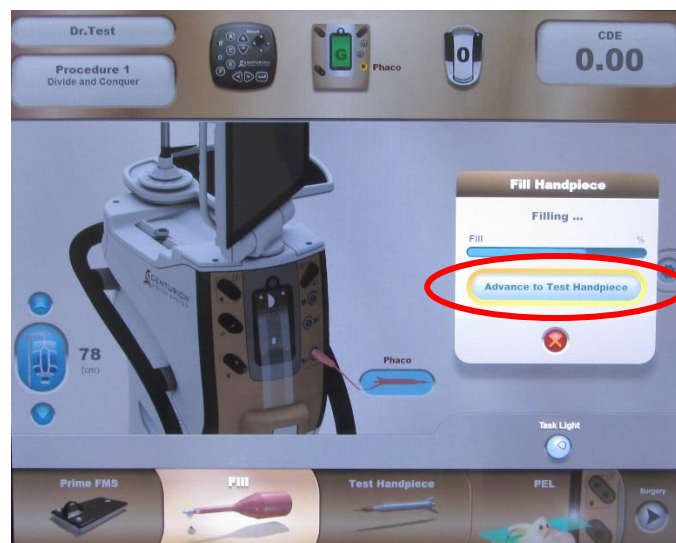 Dr.Test
Procedure 1
Divide and Conquer
G
Phaco
0
CDE
0.00
Fill Handpiece
Filling ...
Fill
%
Advance to Test Handpiece
CENTURION
78
(cm)
Phaco
Task Light
Prime FMS
Fill
Test Handpiece
PEL
Surgery